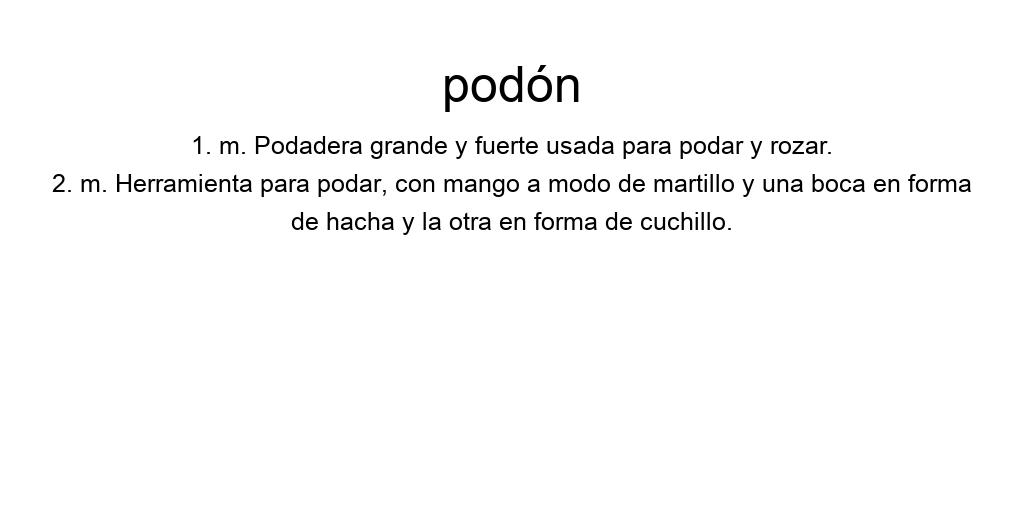 podón
1. m. Podadera grande y fuerte usada para podar y rozar.
2. m. Herramienta para podar, con mango a modo de martillo y una boca en forma
de hacha y la otra en forma de cuchillo.